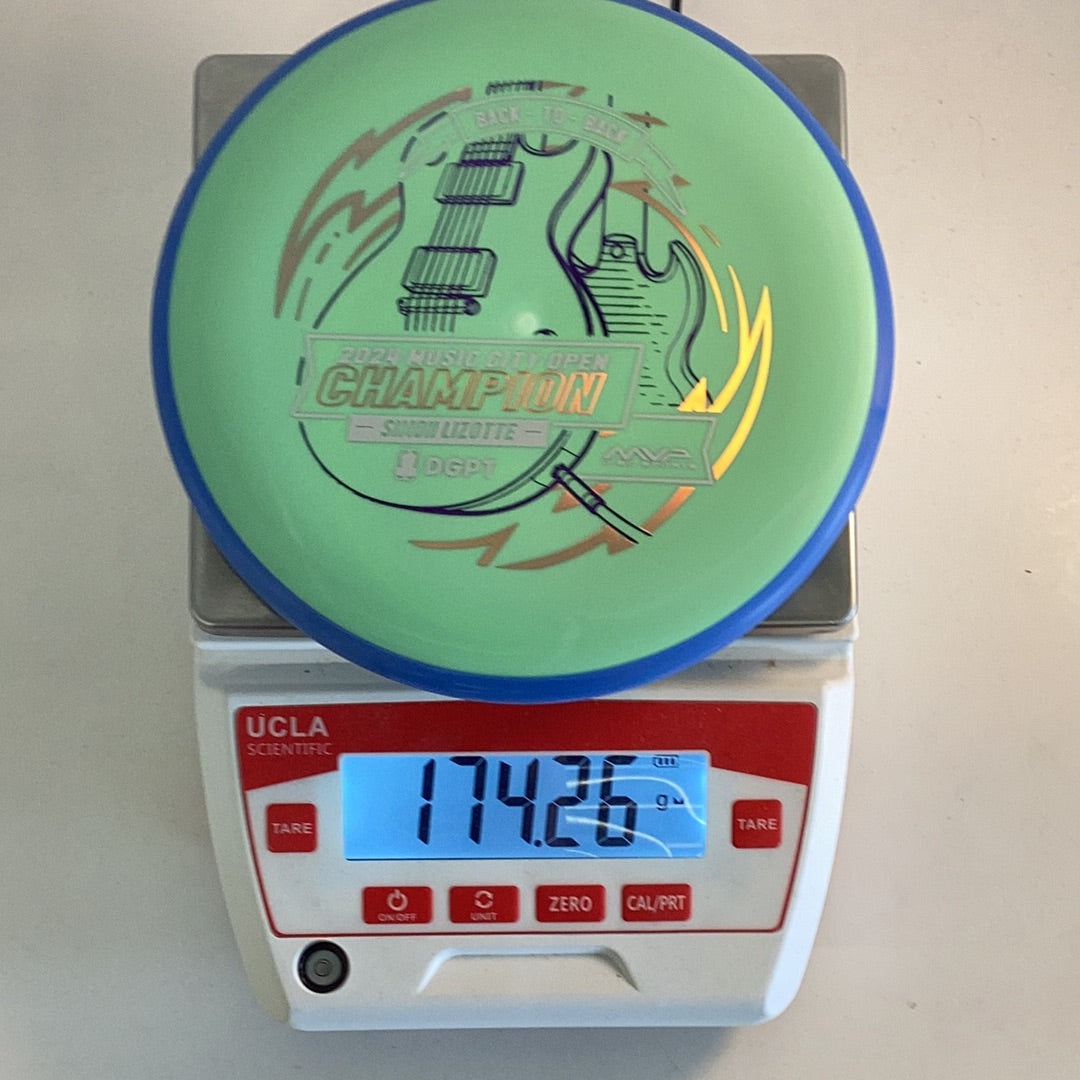 BACK - TO - BACK
2024 MUSIC CITY OPEN
CHAMPION
— SIMON LIZOTTE —
DGPT
MVP
UCLA
SCIENTIFIC
174.26
g
TARE
TARE
ON/OFF
UNIT
ZERO
CAL/PRT